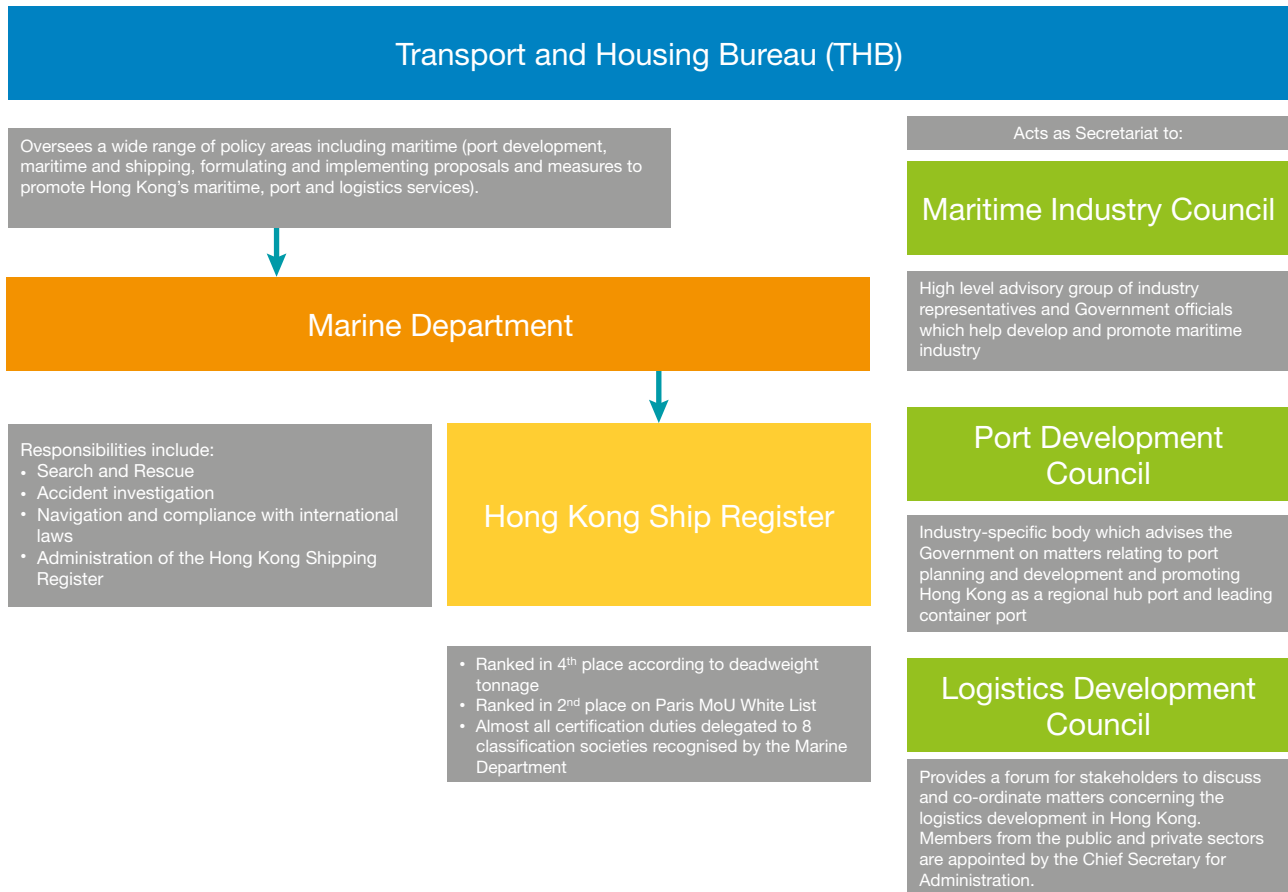 Transport and Housing Bureau (THB)
Oversees a wide range of policy areas including maritime (port development,
maritime and shipping, formulating and implementing proposals and measures to
promote Hong Kong’s maritime, port and logistics services).
Marine Department
Responsibilities include:
• Search and Rescue
• Accident investigation
• Navigation and compliance with international
laws
• Administration of the Hong Kong Shipping
Register
Hong Kong Ship Register
• Ranked in 4th place according to deadweight
tonnage
• Ranked in 2nd place on Paris MoU White List
• Almost all certification duties delegated to 8
classification societies recognised by the Marine
Department
Acts as Secretariat to:
Maritime Industry Council
High level advisory group of industry
representatives and Government officials
which help develop and promote maritime
industry
Port Development
Council
Industry-specific body which advises the
Government on matters relating to port
planning and development and promoting
Hong Kong as a regional hub port and leading
container port
Logistics Development
Council
Provides a forum for stakeholders to discuss
and co-ordinate matters concerning the
logistics development in Hong Kong.
Members from the public and private sectors
are appointed by the Chief Secretary for
Administration.